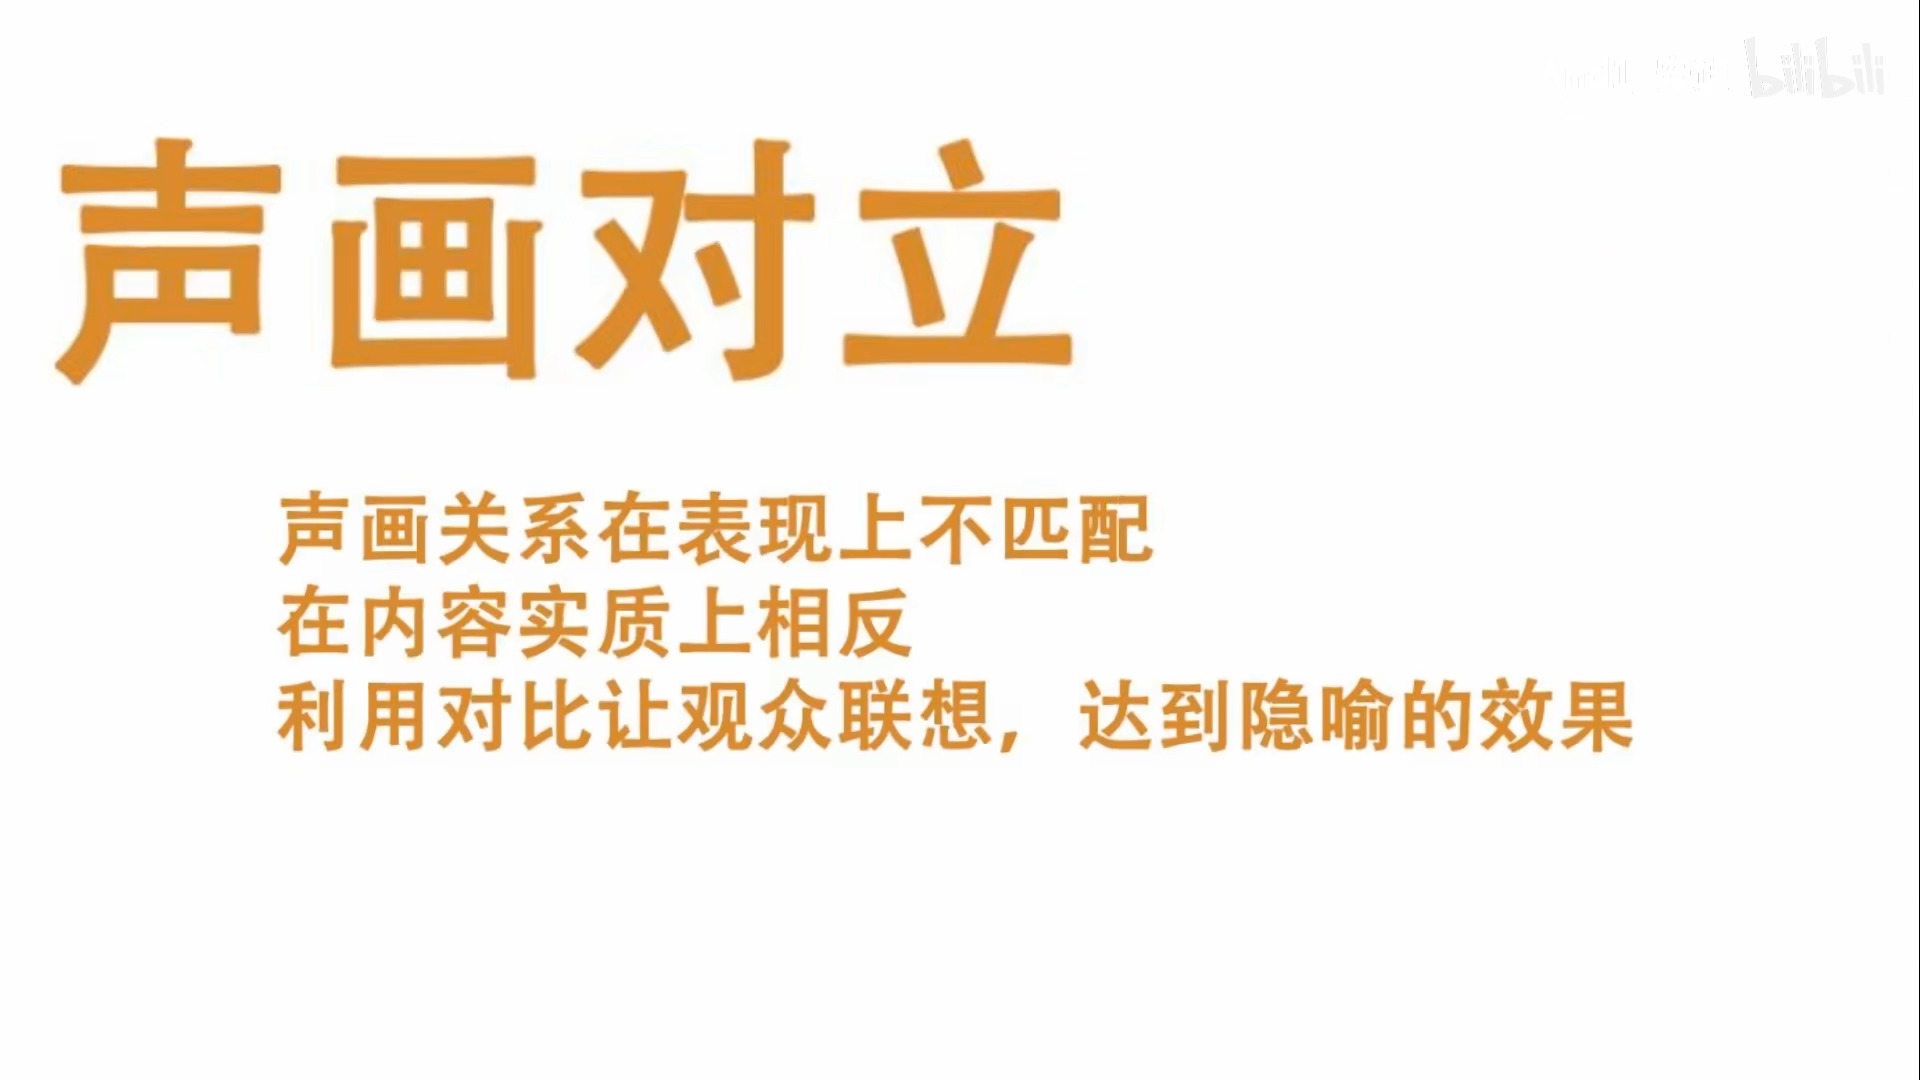 bilibili
声画对立
声画关系在表现上不匹配
在内容实质上相反
利用对比让观众联想，达到隐喻的效果